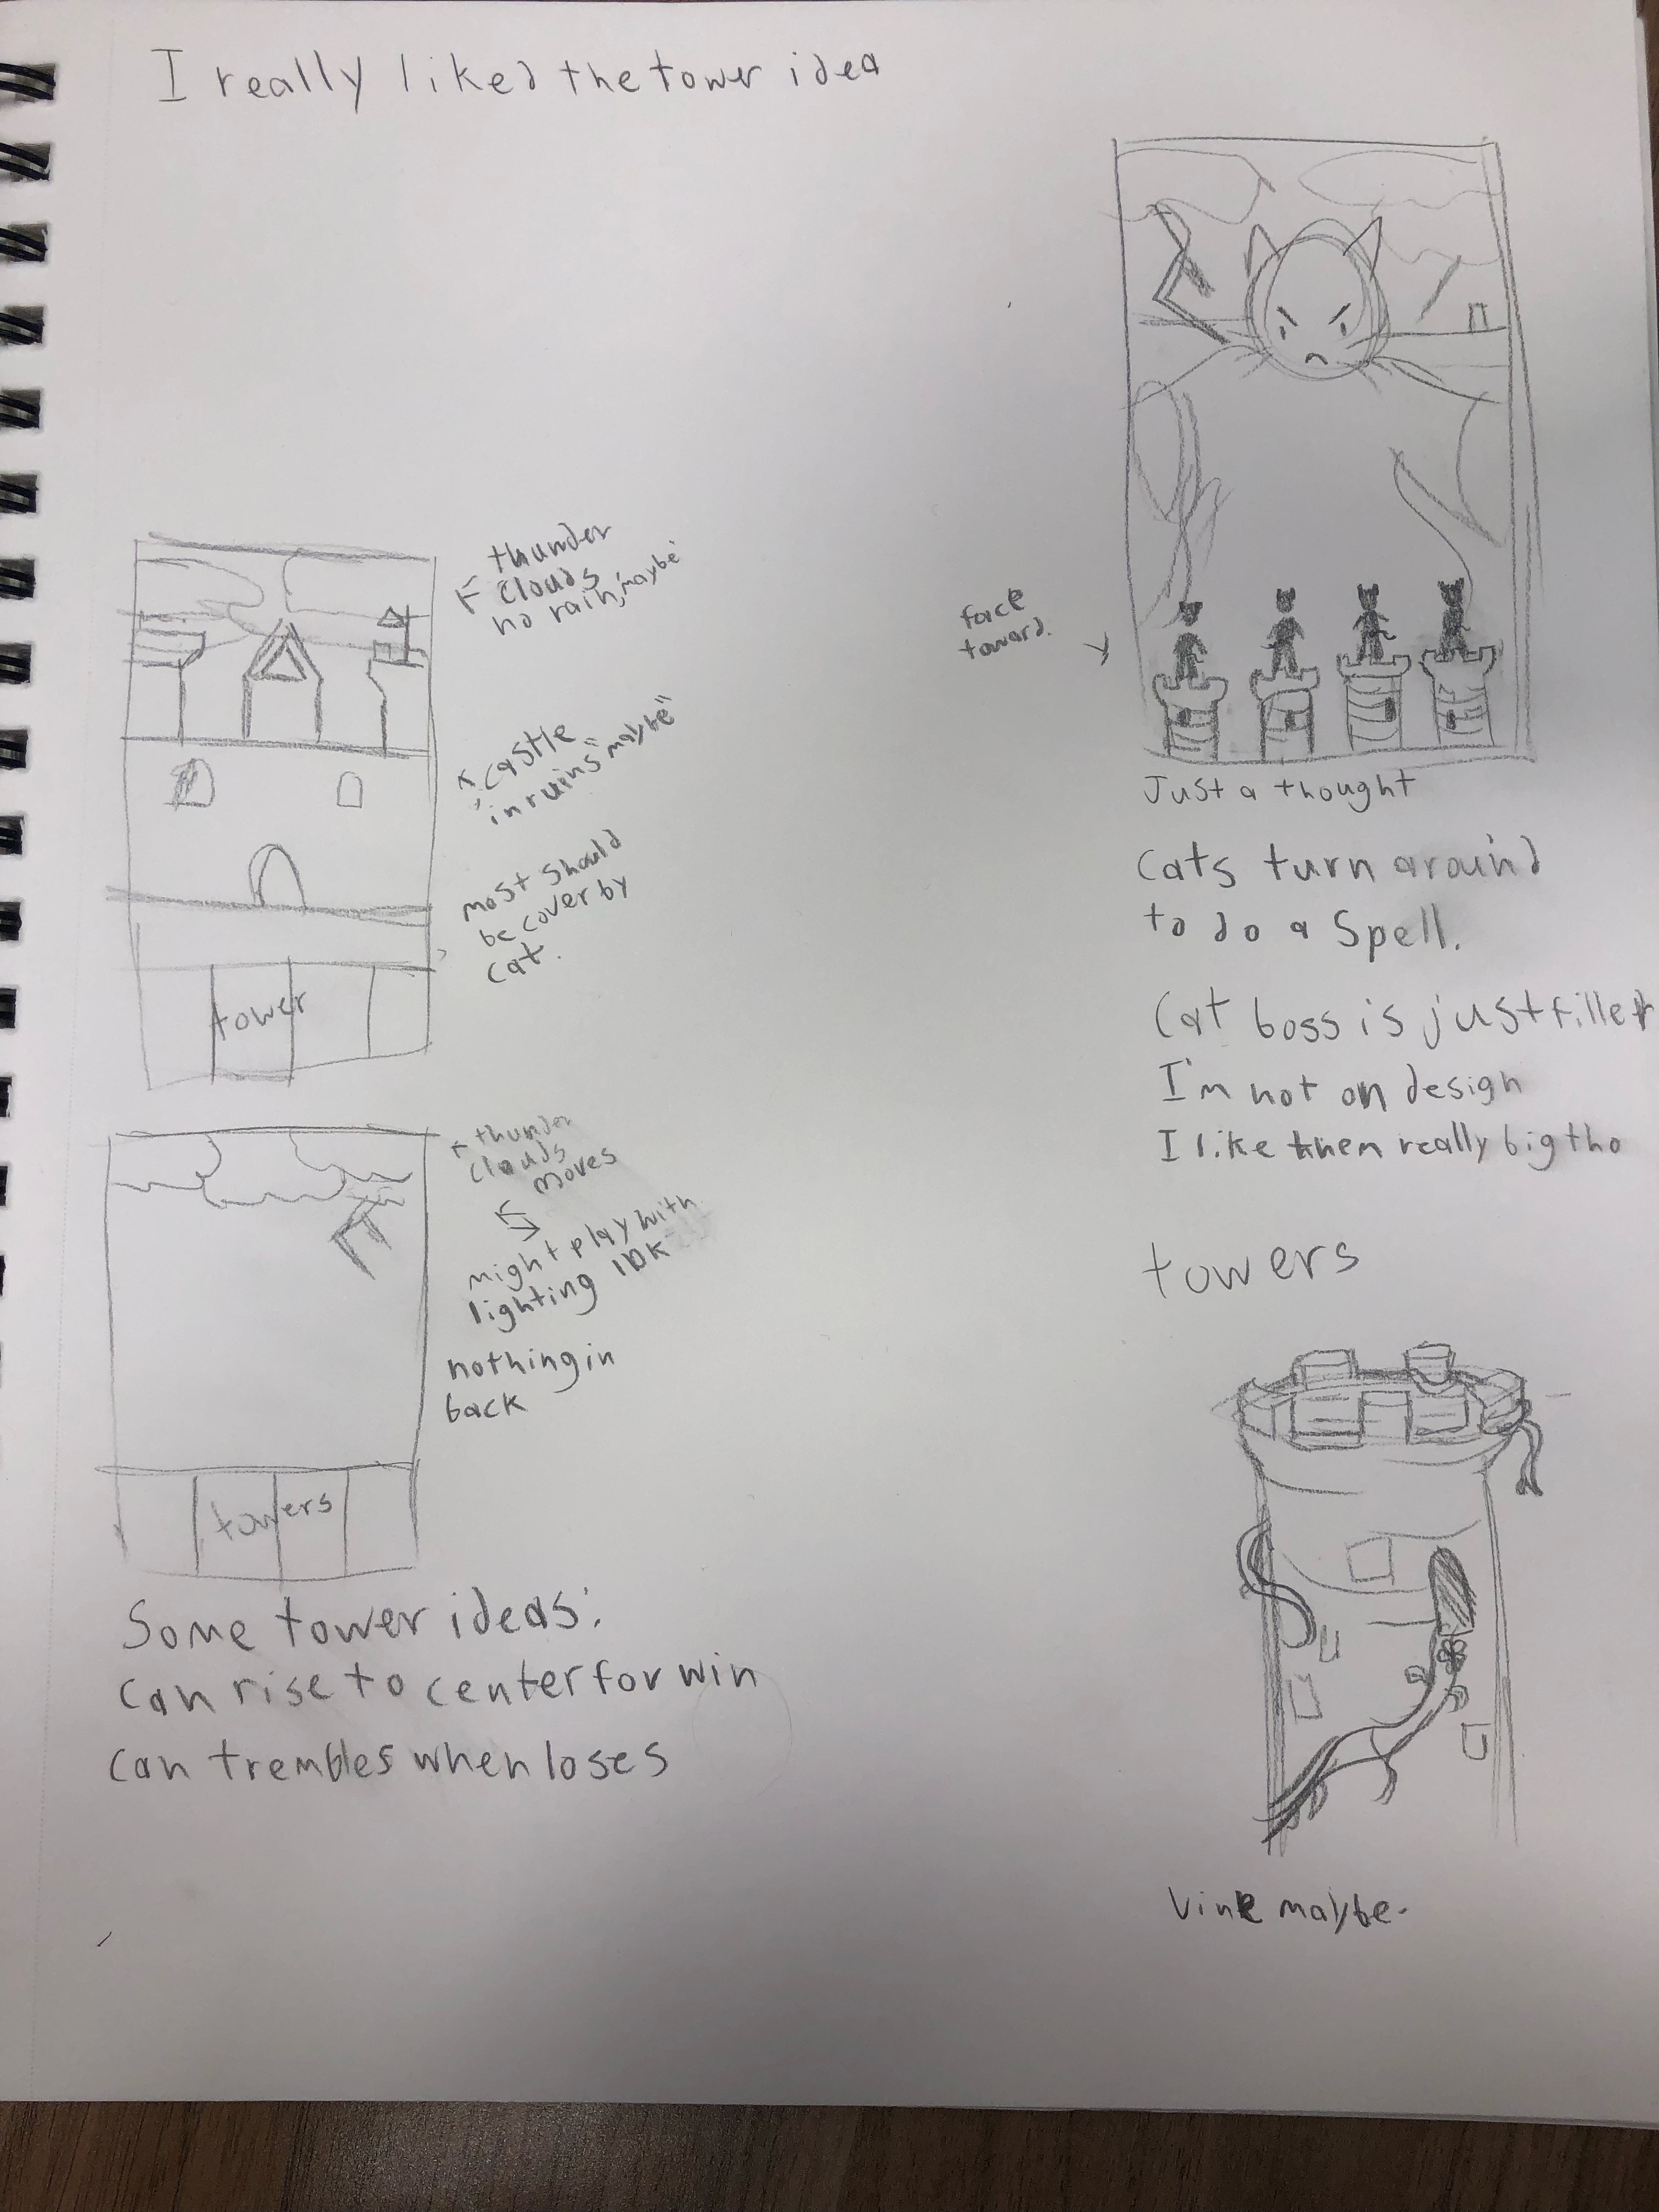 I really liked the tower idea
thunder
clouds
no rain, "maybe"
castle
"in ruins" "maybe"
most should
be cover by
cat.
tower
thunder
clouds
moves
might play with
lighting IDK
nothing in
back
towers
Some tower ideas:
can rise to center for win
can trembles when loses
face
toward.
Just a thought
Cats turn around
to do a spell.
Cat boss is just filler
I'm not on design
I like them really big tho
towers
Vine maybe.